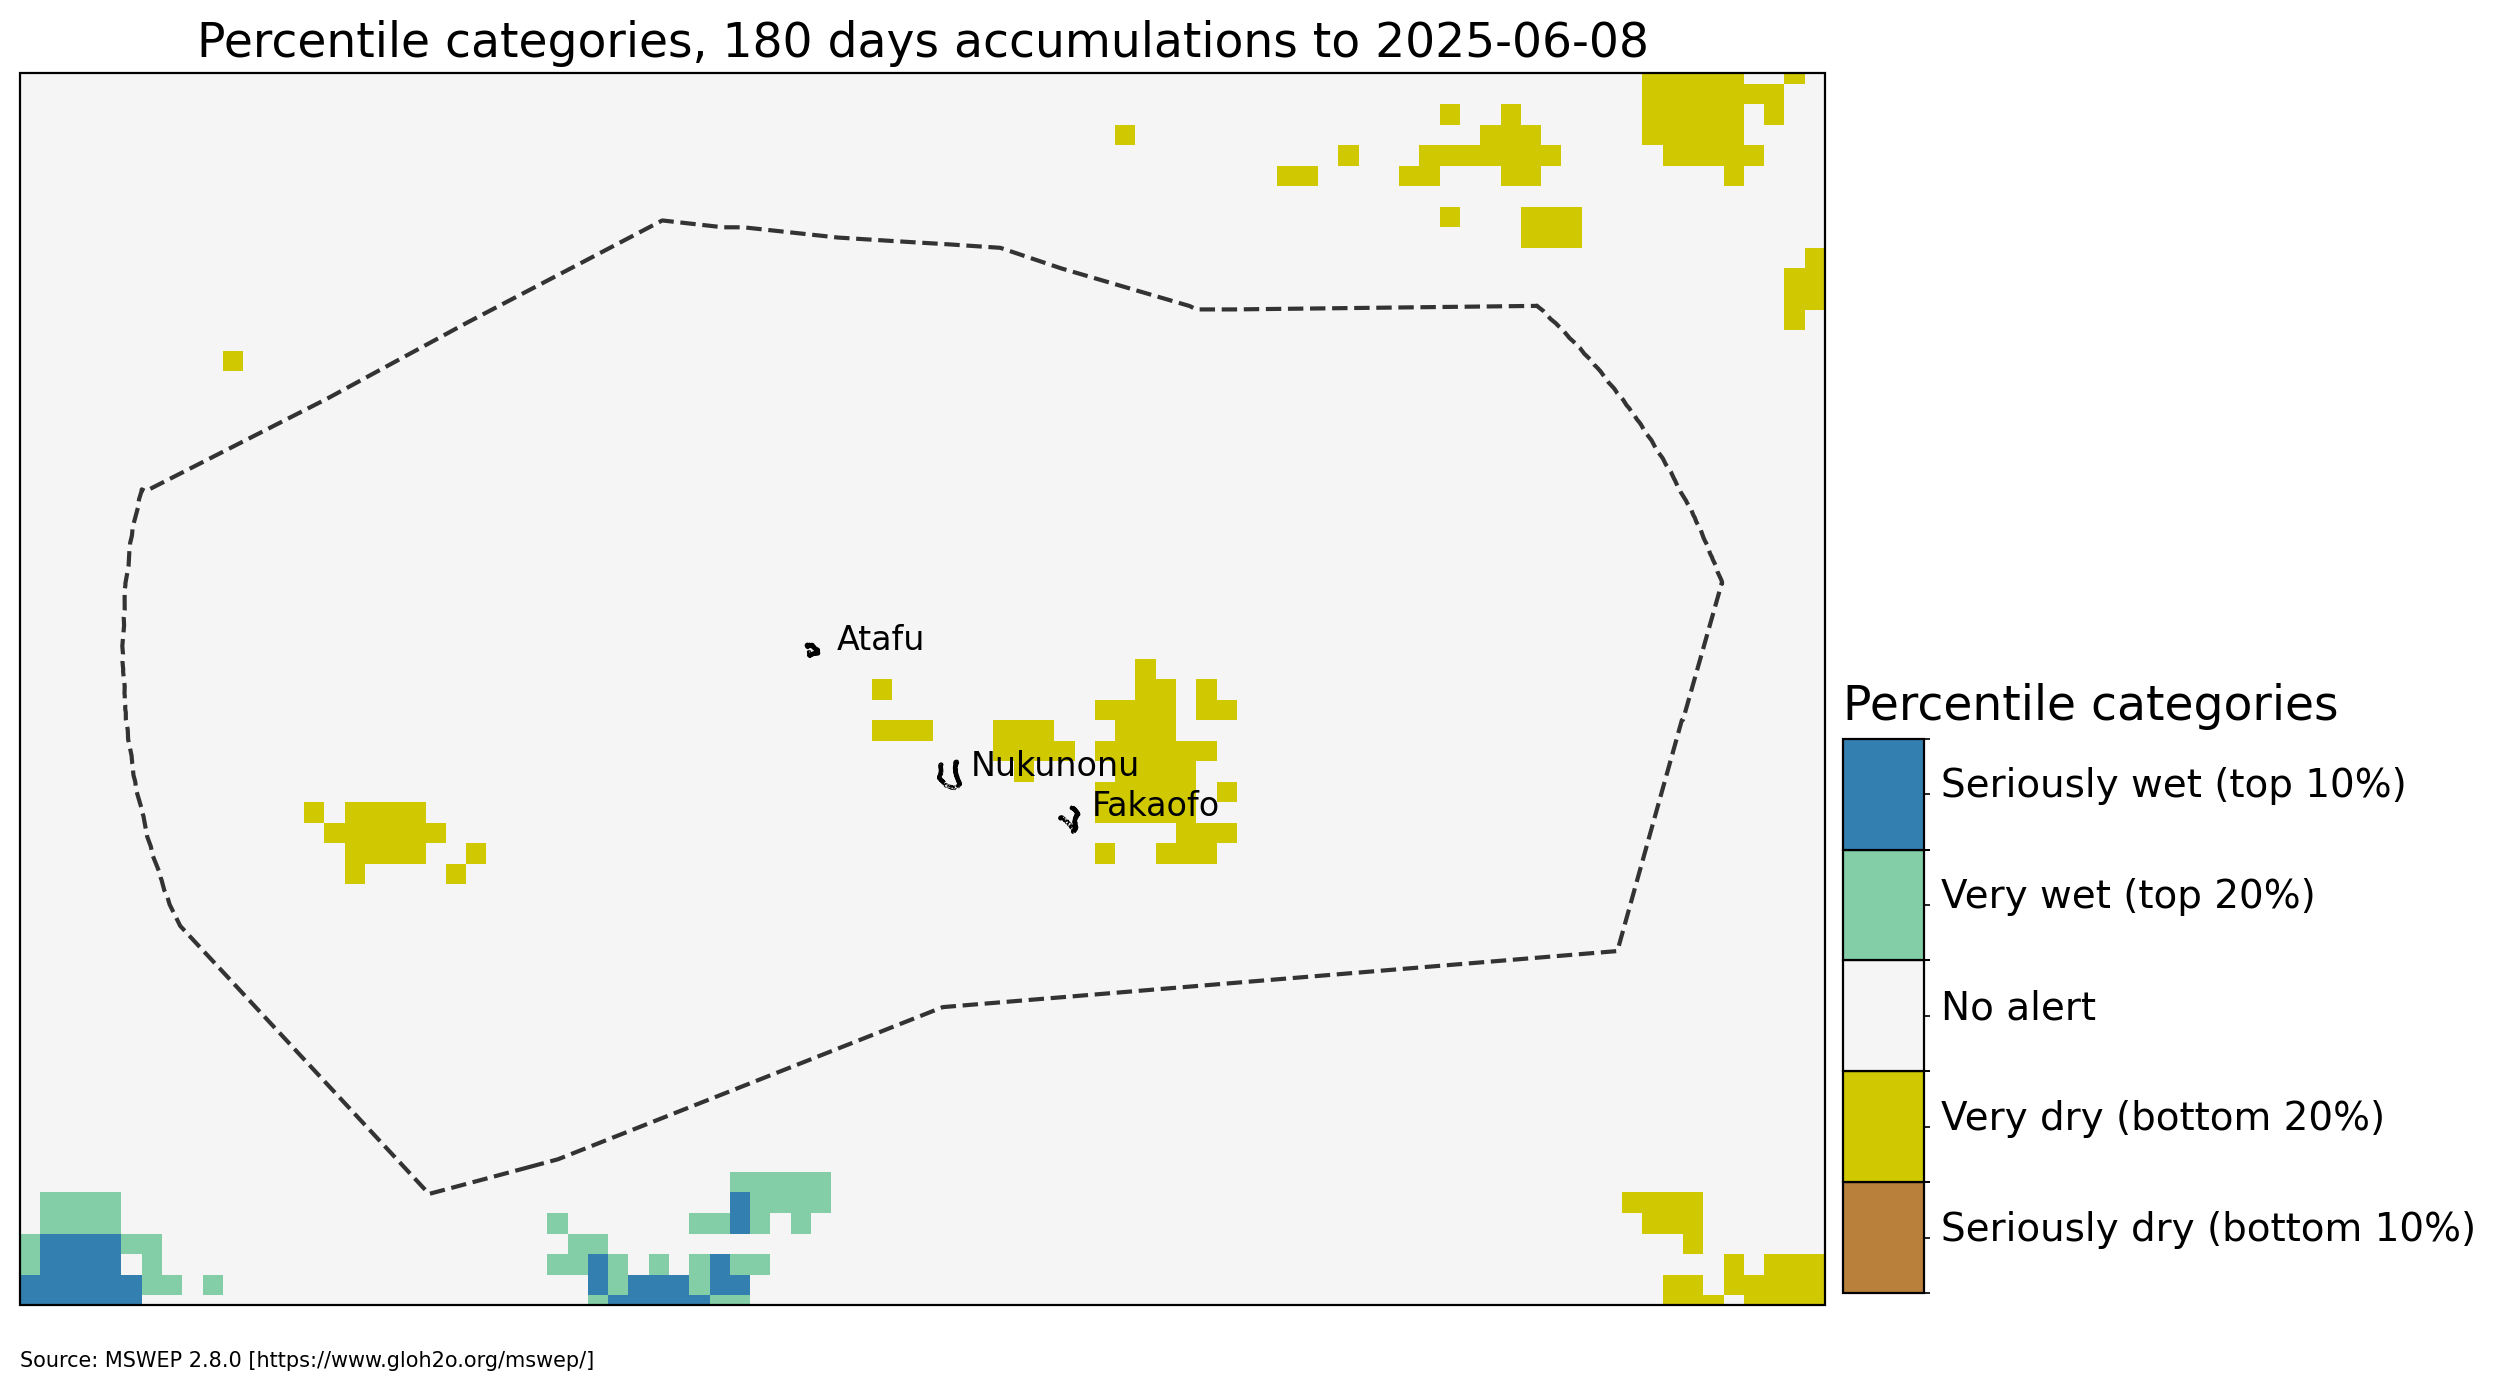 Percentile categories, 180 days accumulations to 2025-06-08
Atafu
Nukunonu
Fakaofo
Percentile categories
Seriously wet (top 10%)
Very wet (top 20%)
No alert
Very dry (bottom 20%)
Seriously dry (bottom 10%)
Source: MSWEP 2.8.0 [https://www.gloh2o.org/mswep/]